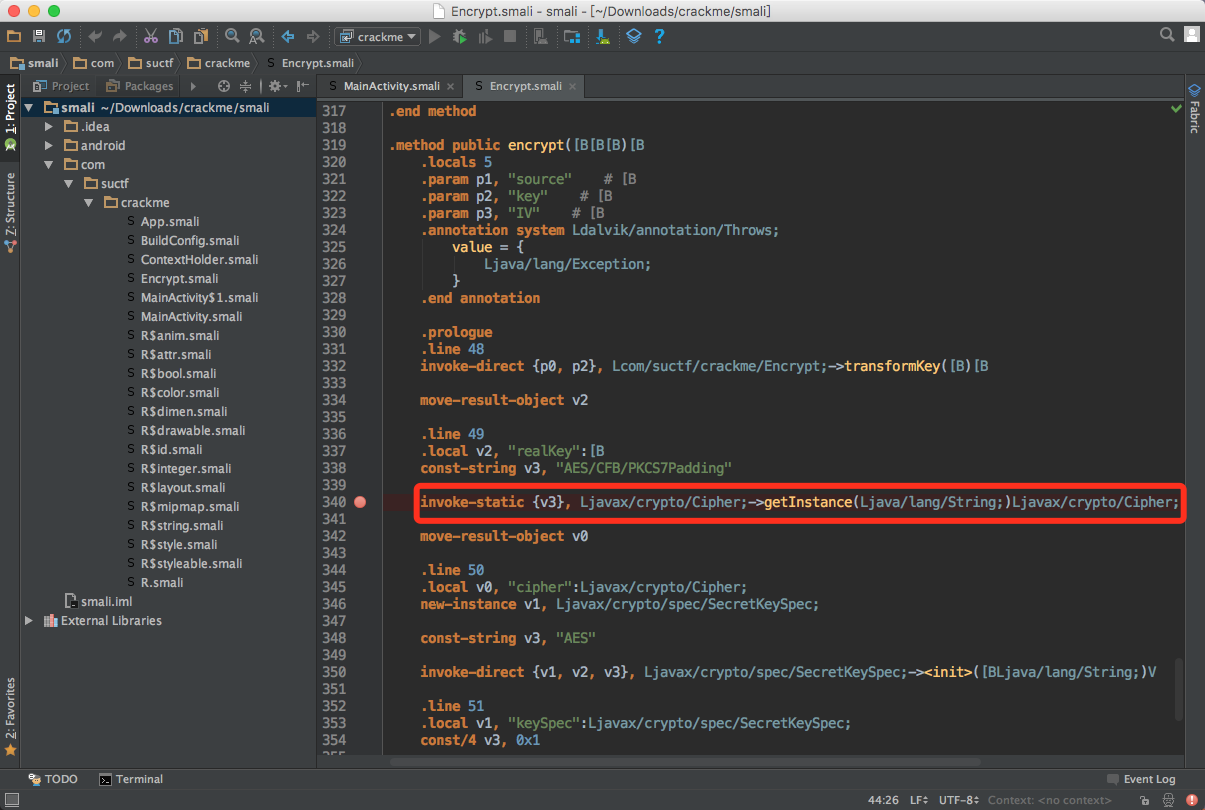 Encrypt.smali - smali - [~/Downloads/crackme/smali]
crackme
smali com suctf crackme S Encrypt.smali
Project Packages
S MainActivity.smali × S Encrypt.smali ×
1: Project
Z: Structure
2: Favorites
Fabric
smali ~/Downloads/crackme/smali
.idea
android
com
suctf
crackme
S App.smali
S BuildConfig.smali
S ContextHolder.smali
S Encrypt.smali
S MainActivity$1.smali
S MainActivity.smali
S R$anim.smali
S R$attr.smali
S R$bool.smali
S R$color.smali
S R$dimen.smali
S R$drawable.smali
S R$id.smali
S R$integer.smali
S R$layout.smali
S R$mipmap.smali
S R$string.smali
S R$style.smali
S R$styleable.smali
S R.smali
smali.iml
External Libraries
317 .end method
318
319 .method public encrypt([B[B[B)[B
320 .locals 5
321 .param p1, "source" # [B
322 .param p2, "key" # [B
323 .param p3, "IV" # [B
324 .annotation system Ldalvik/annotation/Throws;
325 value = {
326 Ljava/lang/Exception;
327 }
328 .end annotation
329
330 .prologue
331 .line 48
332 invoke-direct {p0, p2}, Lcom/suctf/crackme/Encrypt;->transformKey([B)[B
333
334 move-result-object v2
335
336 .line 49
337 .local v2, "realKey":[B
338 const-string v3, "AES/CFB/PKCS7Padding"
339
340 invoke-static {v3}, Ljavax/crypto/Cipher;->getInstance(Ljava/lang/String;)Ljavax/crypto/Cipher;
341
342 move-result-object v0
343
344 .line 50
345 .local v0, "cipher":Ljavax/crypto/Cipher;
346 new-instance v1, Ljavax/crypto/spec/SecretKeySpec;
347
348 const-string v3, "AES"
349
350 invoke-direct {v1, v2, v3}, Ljavax/crypto/spec/SecretKeySpec;-><init>([BLjava/lang/String;)V
351
352 .line 51
353 .local v1, "keySpec":Ljavax/crypto/spec/SecretKeySpec;
354 const/4 v3, 0x1
355
TODO Terminal Event Log
44:26 LF UTF-8 Context: <no context>